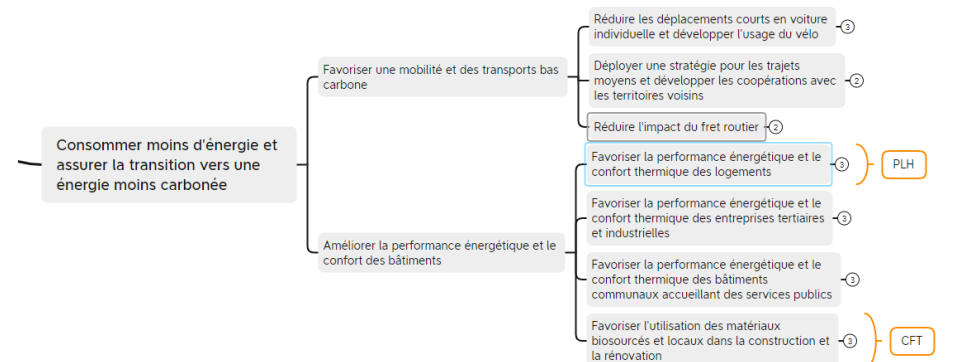 Consommer moins d'énergie et
assurer la transition vers une
énergie moins carbonée
Favoriser une mobilité et des transports bas
carbone
Réduire les déplacements courts en voiture
individuelle et développer l'usage du vélo
3
Déployer une stratégie pour les trajets
moyens et développer les coopérations avec
les territoires voisins
2
Réduire l'impact du fret routier
2
Améliorer la performance énergétique et le
confort des bâtiments
Favoriser la performance énergétique et le
confort thermique des logements
3
PLH
Favoriser la performance énergétique et le
confort thermique des entreprises tertiaires
et industrielles
3
Favoriser la performance énergétique et le
confort thermique des bâtiments
communaux accueillant des services publics
3
Favoriser l'utilisation des matériaux
biosourcés et locaux dans la construction et
la rénovation
3
CFT